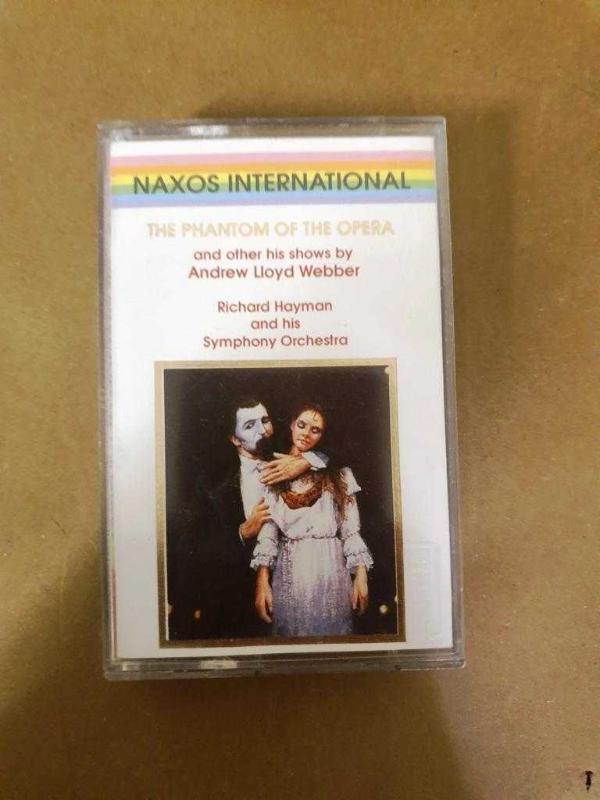 NAXOS INTERNATIONAL
THE PHANTOM OF THE OPERA
and other his shows by
Andrew Lloyd Webber
Richard Hayman
and his
Symphony Orchestra